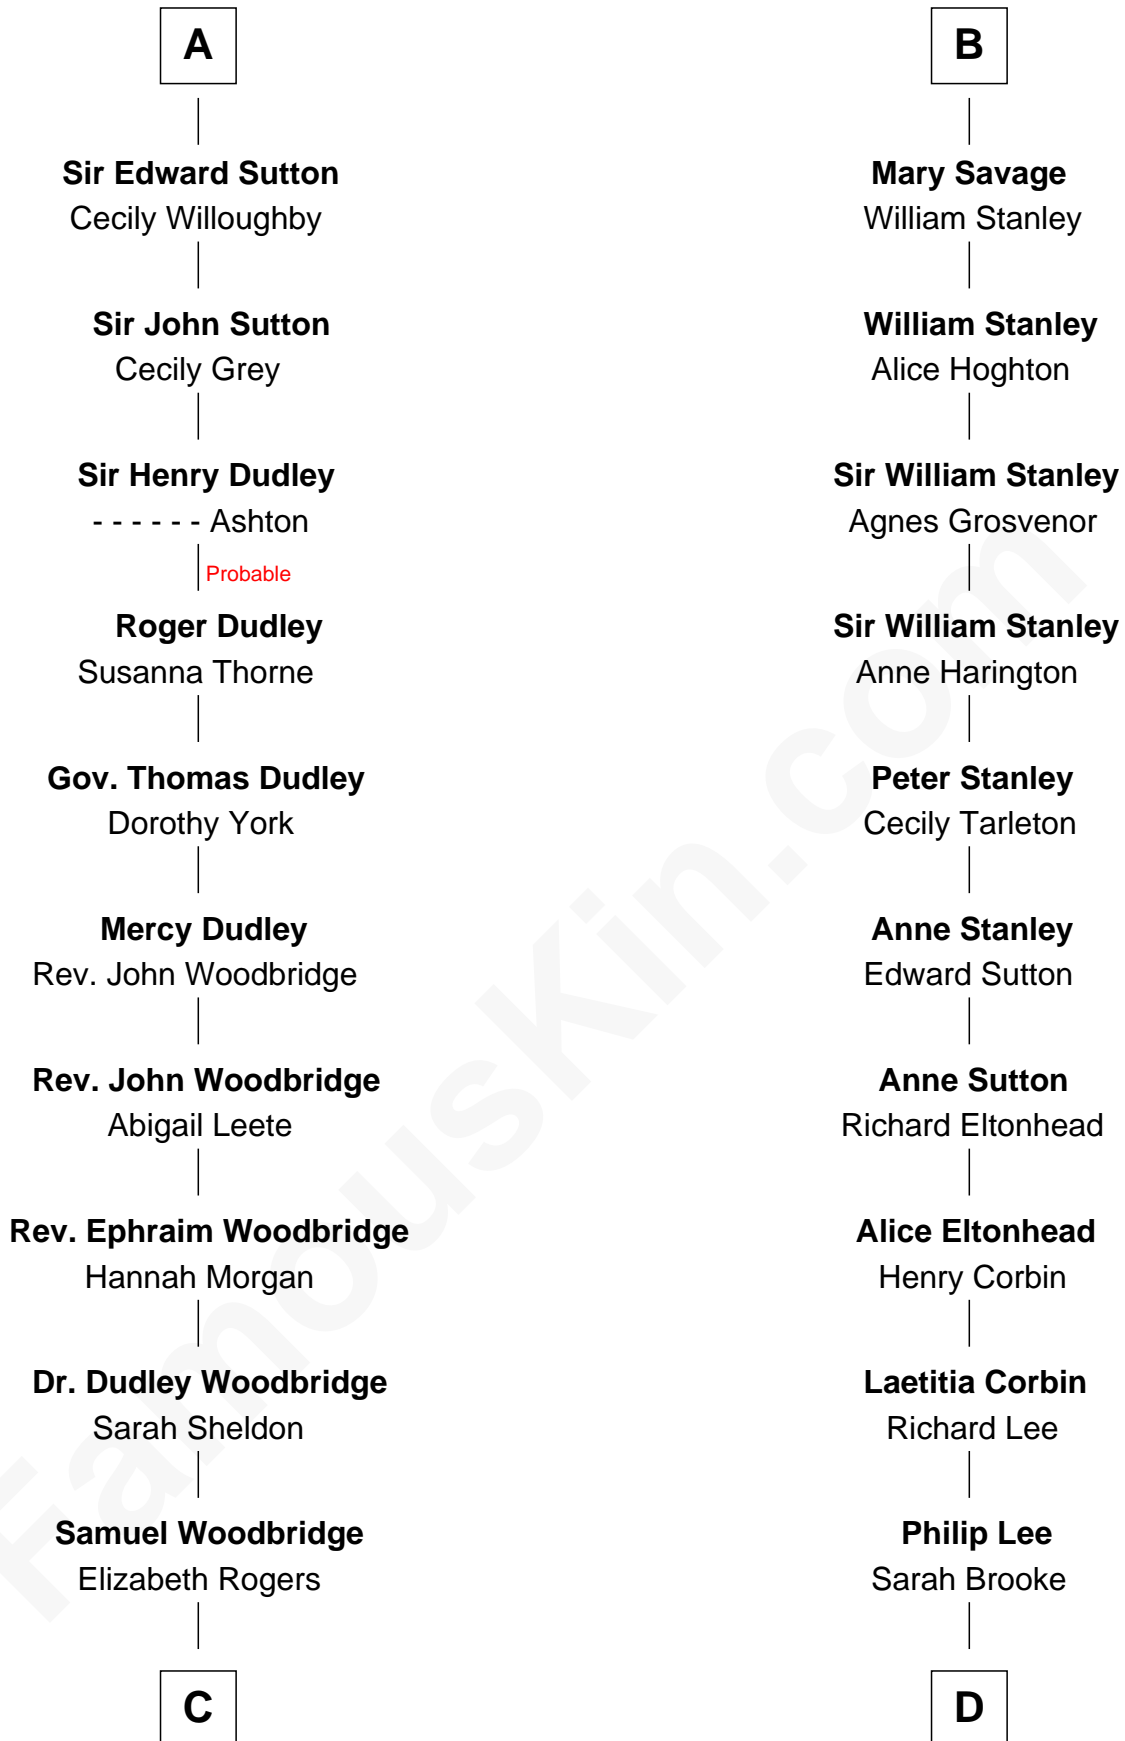 A
Sir Edward Sutton
Cecily Willoughby
Sir John Sutton
Cecily Grey
Sir Henry Dudley
- - - - - - Ashton
Probable
Roger Dudley
Susanna Thorne
Gov. Thomas Dudley
Dorothy York
Mercy Dudley
Rev. John Woodbridge
Rev. John Woodbridge
Abigail Leete
Rev. Ephraim Woodbridge
Hannah Morgan
Dr. Dudley Woodbridge
Sarah Sheldon
Samuel Woodbridge
Elizabeth Rogers
C
B
Mary Savage
William Stanley
William Stanley
Alice Hoghton
Sir William Stanley
Agnes Grosvenor
Sir William Stanley
Anne Harington
Peter Stanley
Cecily Tarleton
Anne Stanley
Edward Sutton
Anne Sutton
Richard Eltonhead
Alice Eltonhead
Henry Corbin
Laetitia Corbin
Richard Lee
Philip Lee
Sarah Brooke
D
FamousKin.com